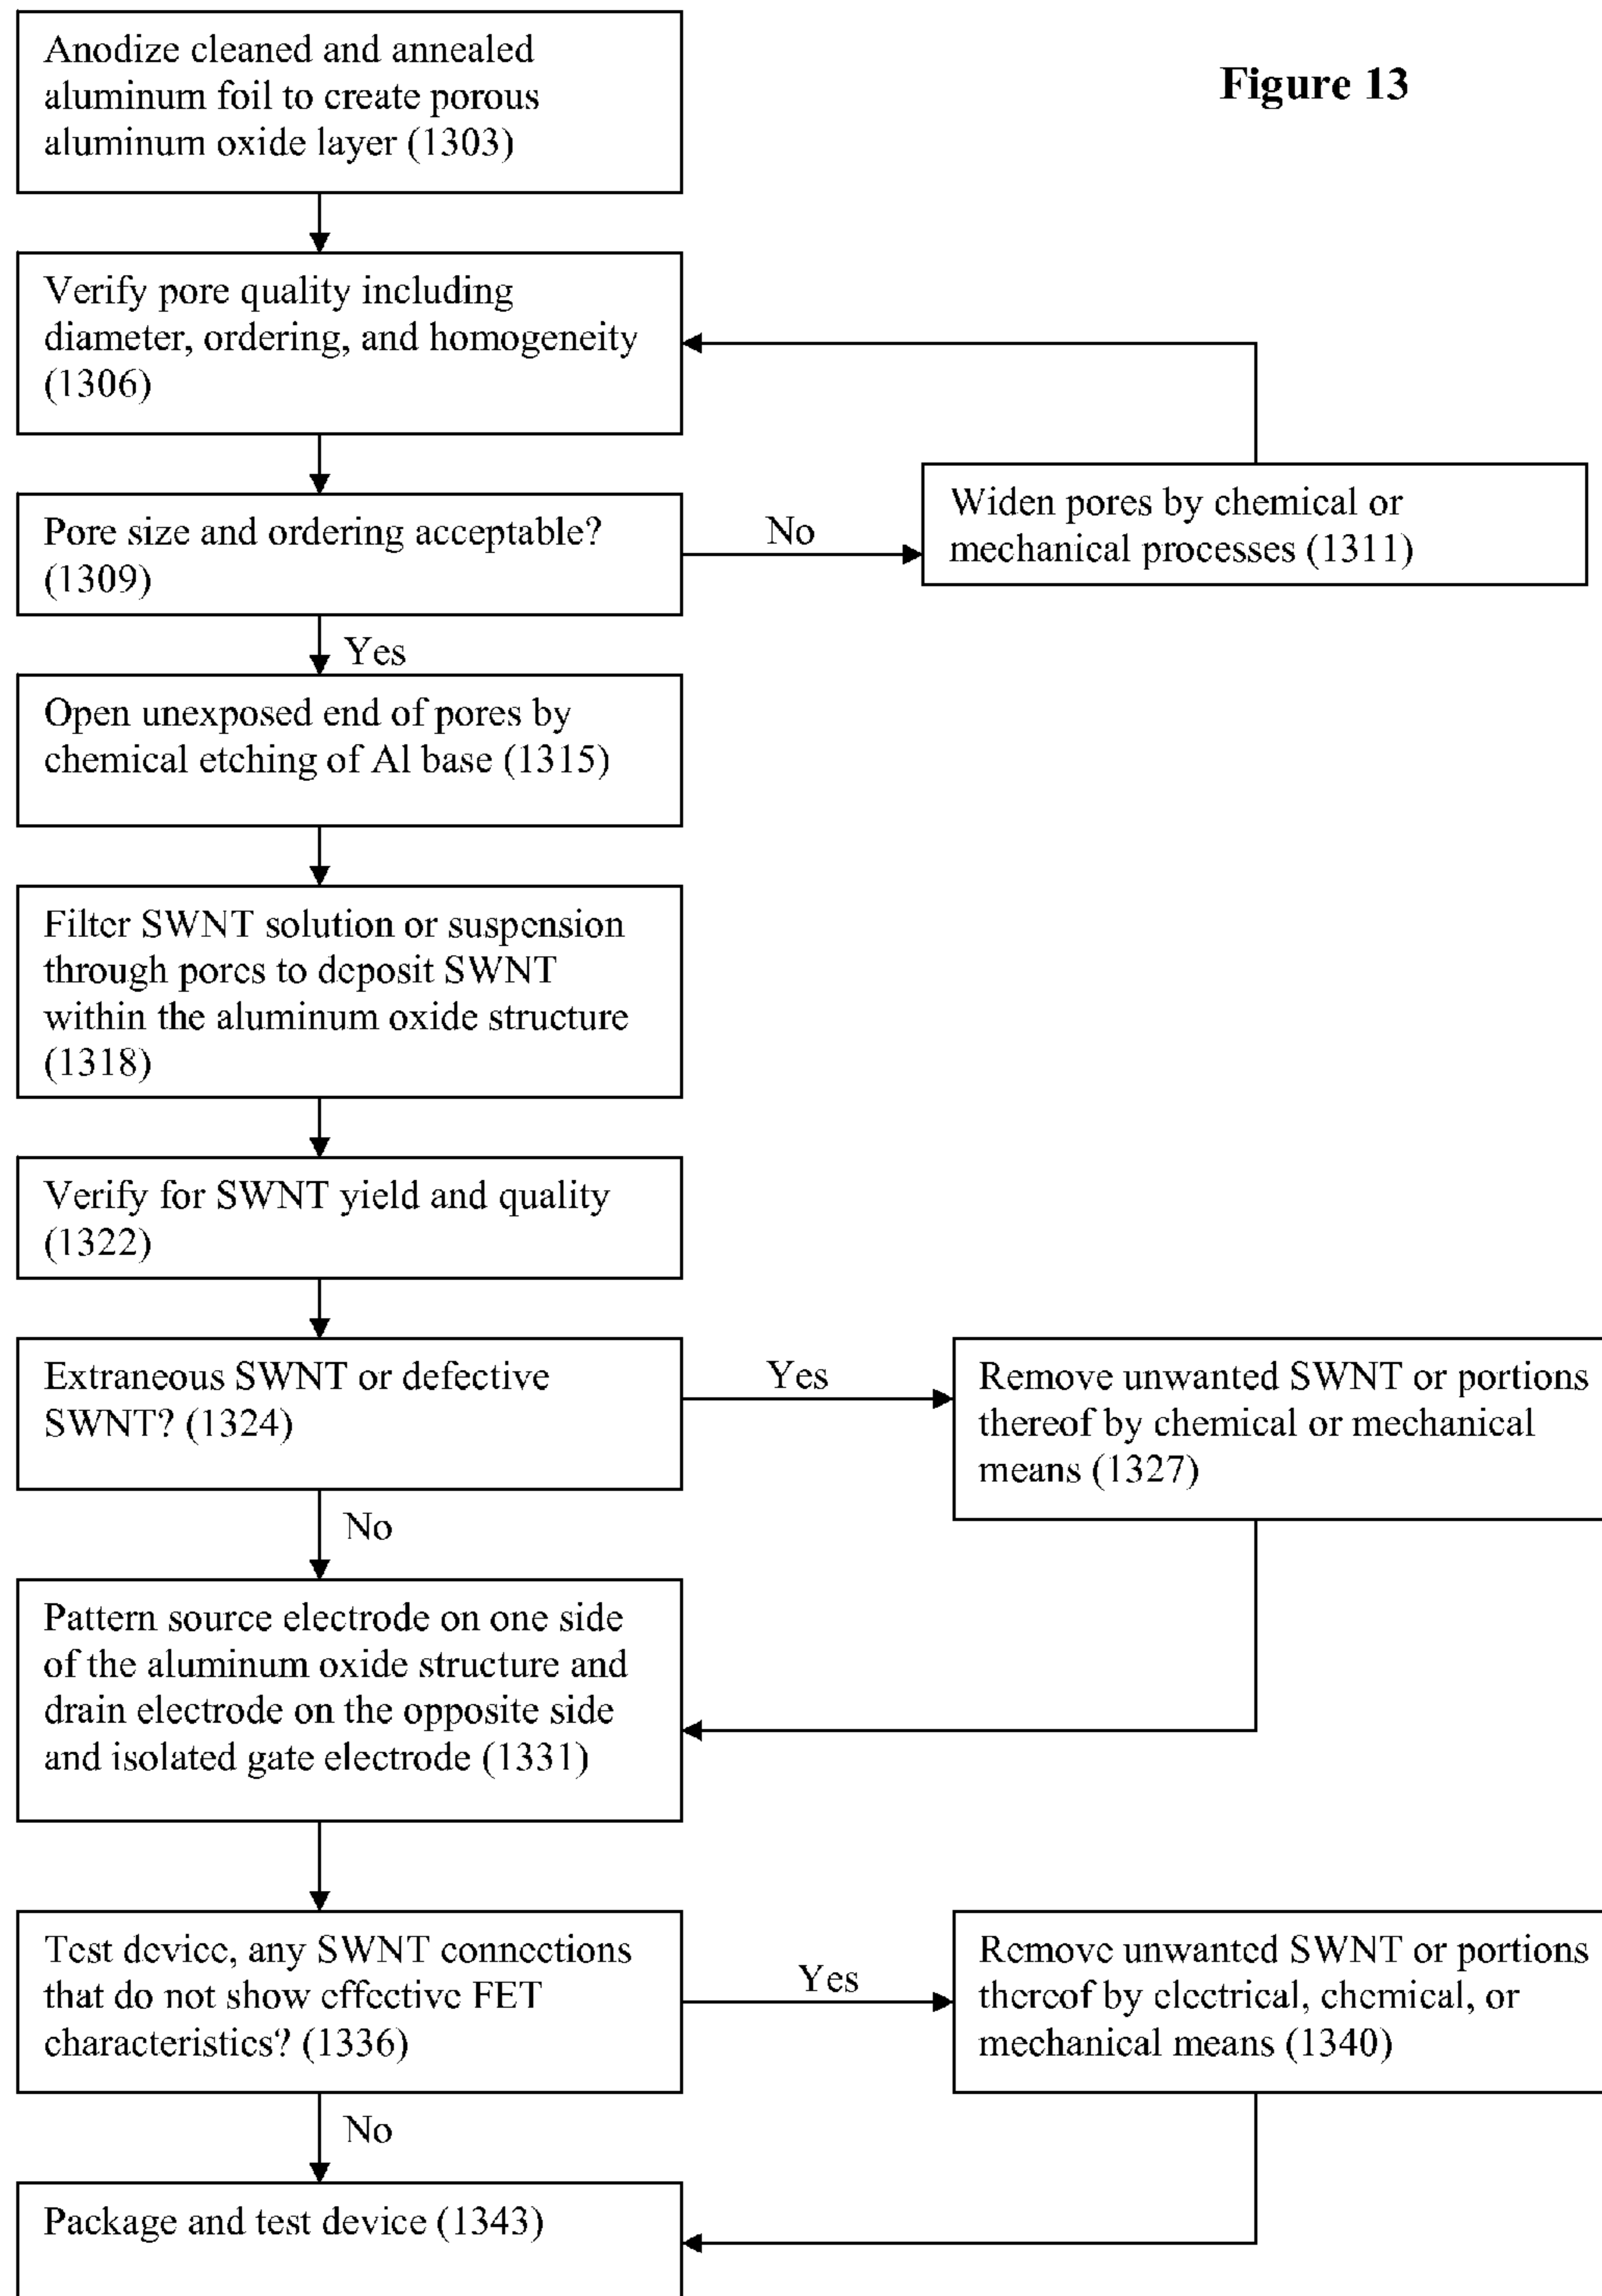 Figure 13
Anodize cleaned and annealed
aluminum foil to create porous
aluminum oxide layer (1303)
Verify pore quality including
diameter, ordering, and homogeneity
(1306)
Pore size and ordering acceptable?
(1309)
No
Widen pores by chemical or
mechanical processes (1311)
Yes
Open unexposed end of pores by
chemical etching of Al base (1315)
Filter SWNT solution or suspension
through pores to deposit SWNT
within the aluminum oxide structure
(1318)
Verify for SWNT yield and quality
(1322)
Extraneous SWNT or defective
SWNT? (1324)
Yes
Remove unwanted SWNT or portions
thereof by chemical or mechanical
means (1327)
No
Pattern source electrode on one side
of the aluminum oxide structure and
drain electrode on the opposite side
and isolated gate electrode (1331)
Test device, any SWNT connections
that do not show effective FET
characteristics? (1336)
Yes
Remove unwanted SWNT or portions
thereof by electrical, chemical, or
mechanical means (1340)
No
Package and test device (1343)